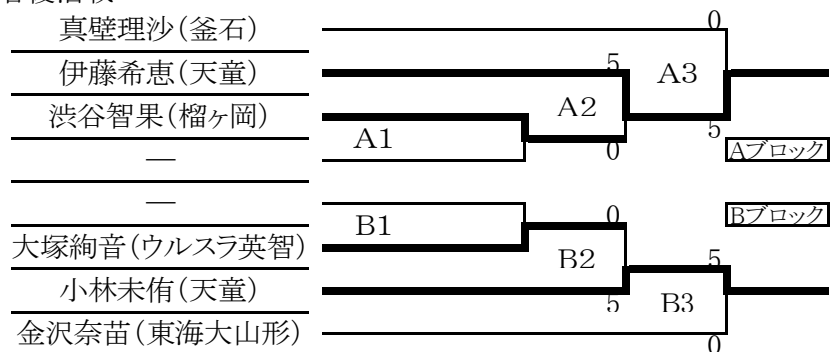 真壁理沙(釜石) 0
伊藤希恵(天童) 5 A3
渋谷智果(榴ヶ岡) A2
A1 0 5
― Aブロック
― Bブロック
B1 0
大塚絢音(ウルスラ英智) B2 5
小林未侑(天童) 5 B3
金沢奈苗(東海大山形) 0